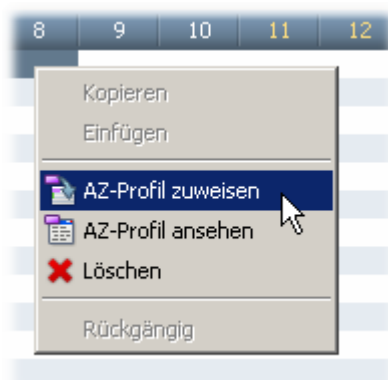 8 9 10 11 12
Kopieren
Einfügen
AZ-Profil zuweisen
AZ-Profil ansehen
Löschen
Rückgängig